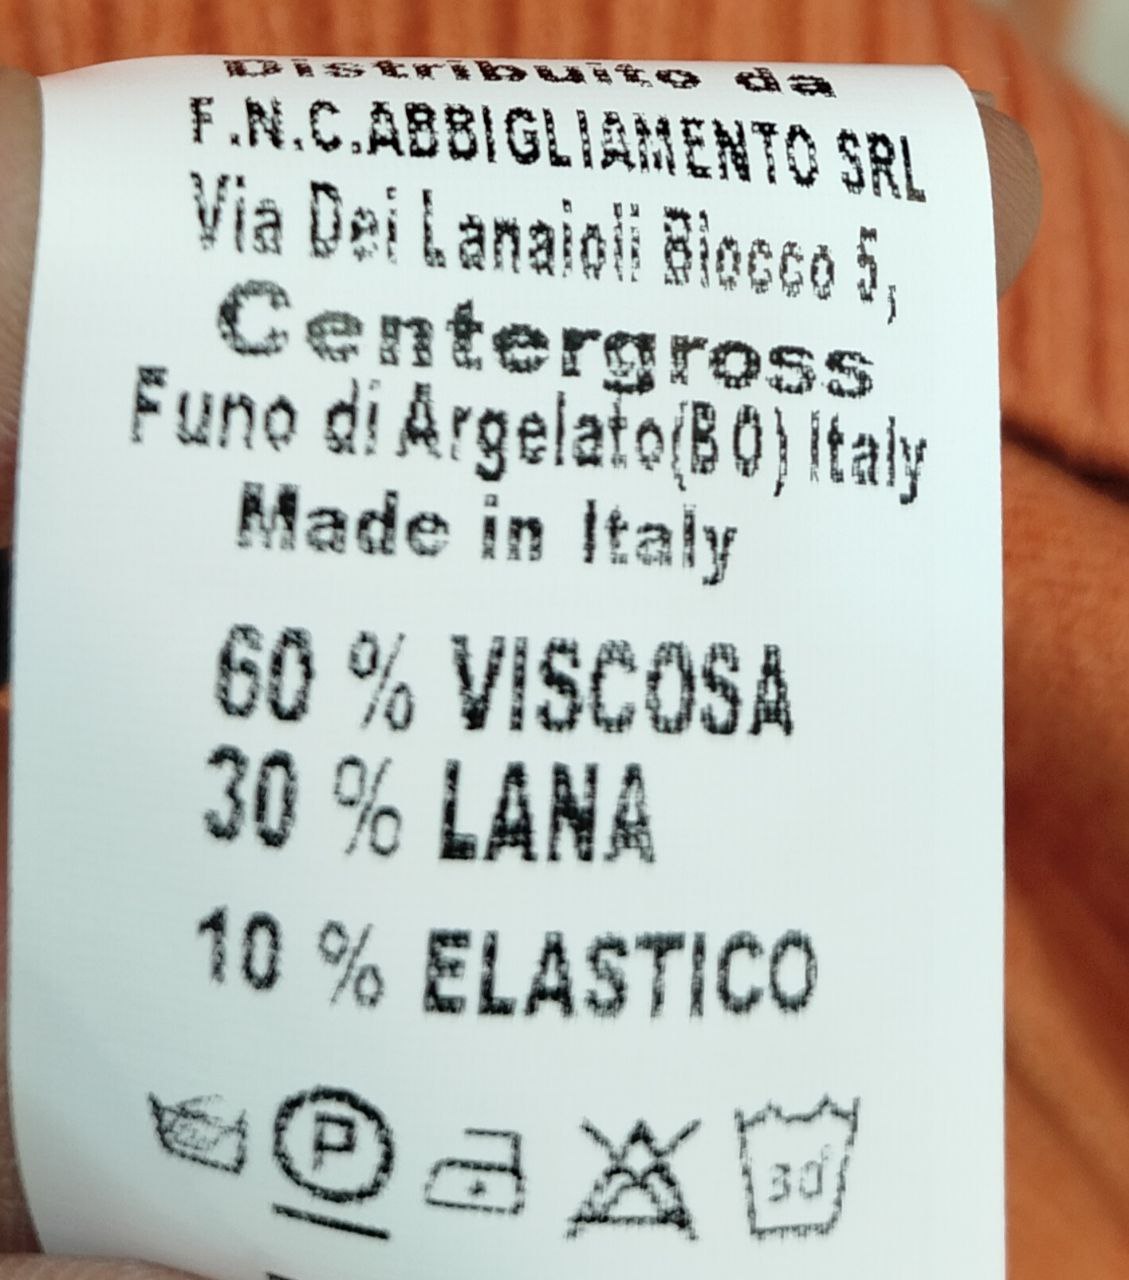 Distribuito da
F.N.C.ABBIGLIAMENTO SRL
Via Dei Lanaioli Blocco 5,
Centergross
Funo di Argelato(BO) Italy
Made in Italy
60 % VISCOSA
30 % LANA
10 % ELASTICO
P 30°